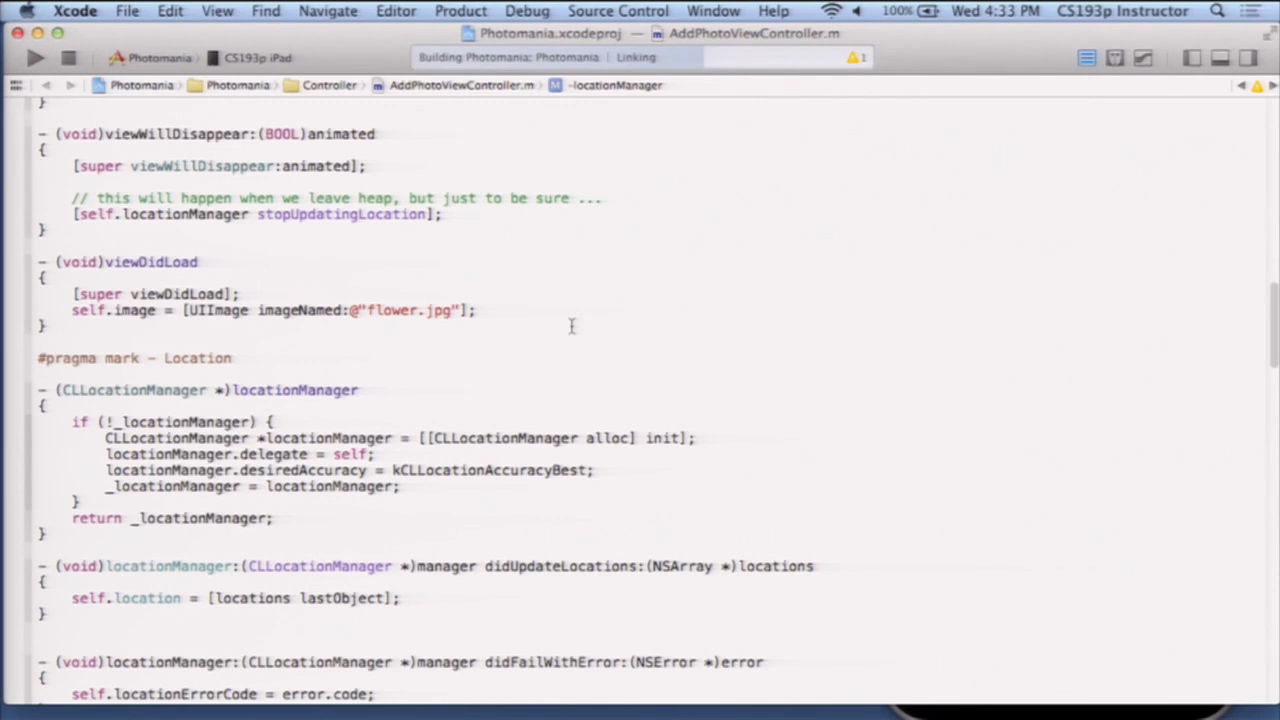 Xcode File Edit View Find Navigate Editor Product Debug Source Control Window Help 100% Wed 4:33 PM CS193p Instructor
Photomania.xcodeproj — AddPhotoViewController.m
Photomania CS193p iPad Building Photomania: Photomania | Linking 1
Photomania Photomania Controller AddPhotoViewController.m M -locationManager
}
- (void)viewWillDisappear:(BOOL)animated
{
[super viewWillDisappear:animated];
// this will happen when we leave heap, but just to be sure ...
[self.locationManager stopUpdatingLocation];
}
- (void)viewDidLoad
{
[super viewDidLoad];
self.image = [UIImage imageNamed:@"flower.jpg"];
}
#pragma mark - Location
- (CLLocationManager *)locationManager
{
if (!_locationManager) {
CLLocationManager *locationManager = [[CLLocationManager alloc] init];
locationManager.delegate = self;
locationManager.desiredAccuracy = kCLLocationAccuracyBest;
_locationManager = locationManager;
}
return _locationManager;
}
- (void)locationManager:(CLLocationManager *)manager didUpdateLocations:(NSArray *)locations
{
self.location = [locations lastObject];
}
- (void)locationManager:(CLLocationManager *)manager didFailWithError:(NSError *)error
{
self.locationErrorCode = error.code;